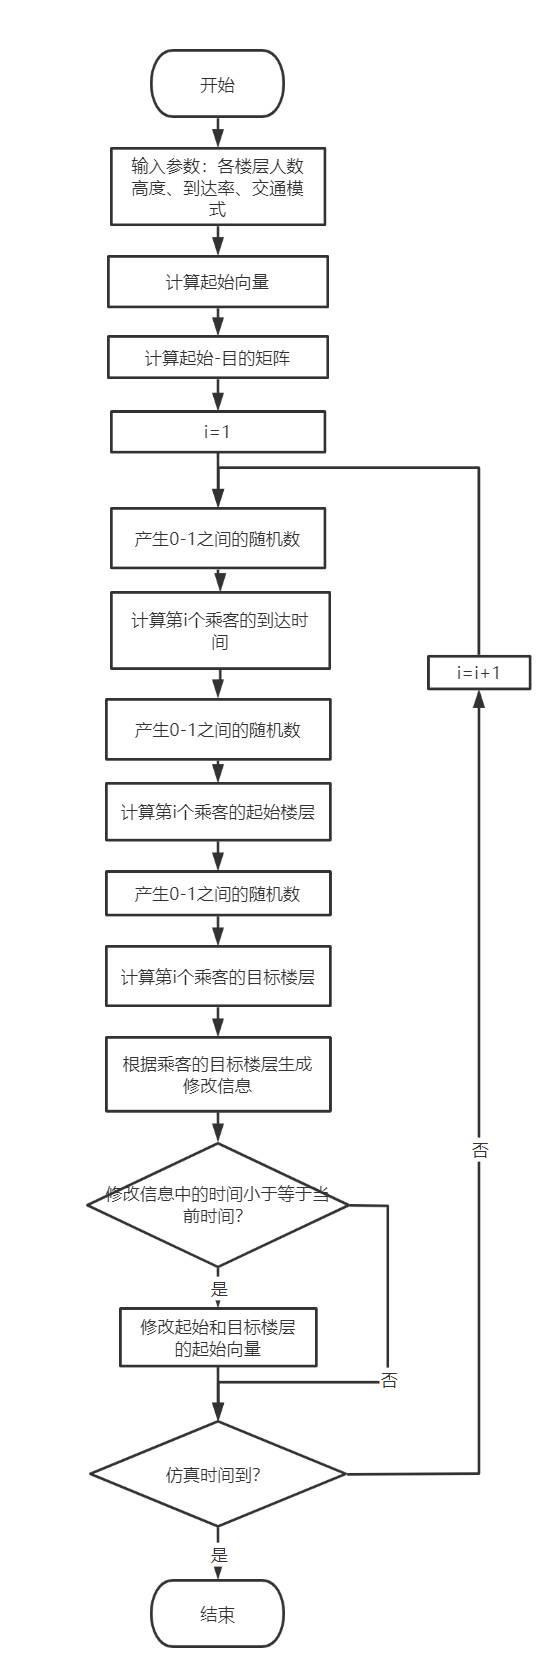 开始
输入参数：各楼层人数
高度、到达率、交通模
式
计算起始向量
计算起始-目的矩阵
i=1
产生0-1之间的随机数
计算第i个乘客的到达时
间
i=i+1
产生0-1之间的随机数
计算第i个乘客的起始楼层
产生0-1之间的随机数
计算第i个乘客的目标楼层
根据乘客的目标楼层生成
修改信息
否
修改信息中的时间小于等于当
前时间?
是
修改起始和目标楼层
的起始向量
否
仿真时间到?
是
结束